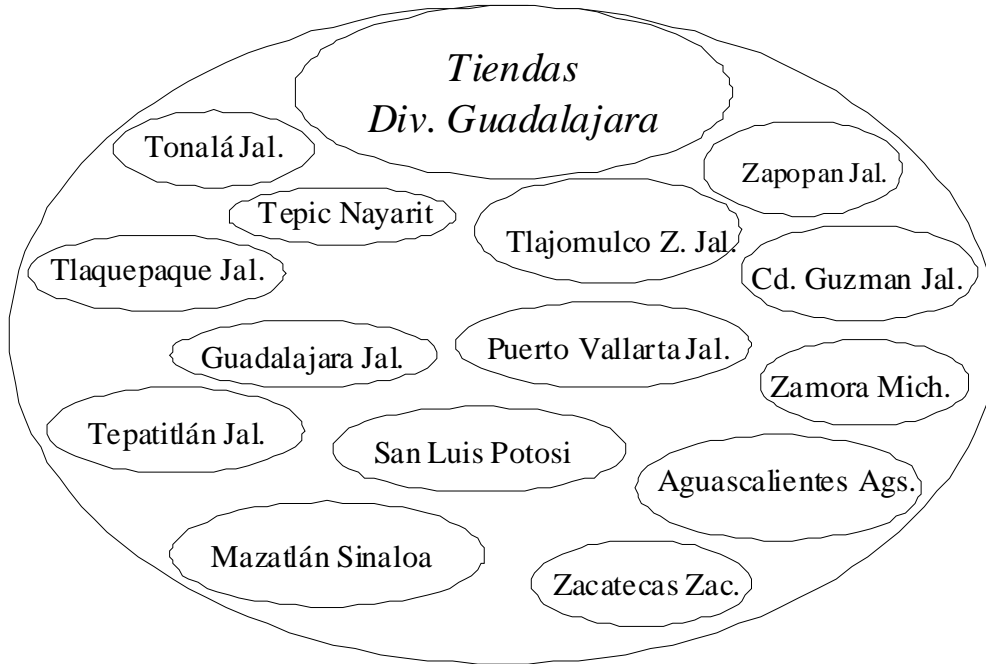 Tiendas
Div. Guadalajara
Tonalá Jal.
Zapopan Jal.
Tepic Nayarit
Tlajomulco Z. Jal.
Tlaquepaque Jal.
Cd. Guzman Jal.
Guadalajara Jal.
Puerto Vallarta Jal.
Zamora Mich.
Tepatitlán Jal.
San Luis Potosi
Aguascalientes Ags.
Mazatlán Sinaloa
Zacatecas Zac.